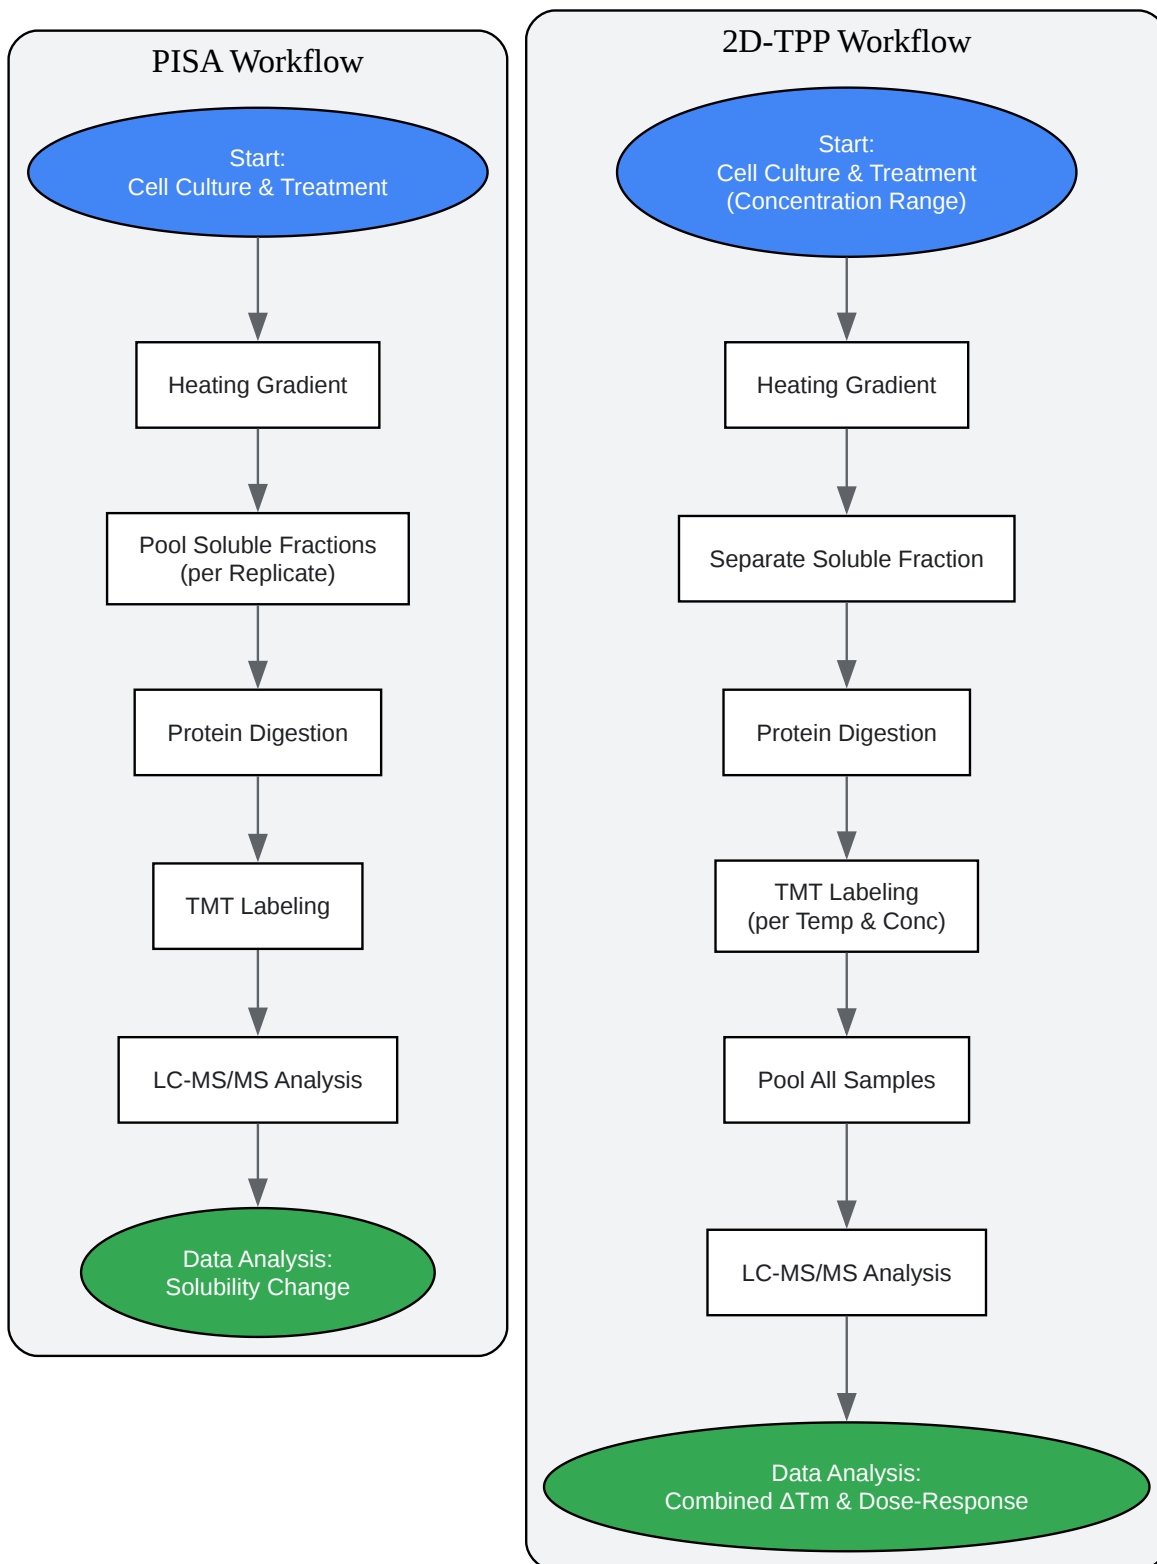 PISA Workflow
Start:
Cell Culture & Treatment
Heating Gradient
Pool Soluble Fractions
(per Replicate)
Protein Digestion
TMT Labeling
LC-MS/MS Analysis
Data Analysis:
Solubility Change
2D-TPP Workflow
Start:
Cell Culture & Treatment
(Concentration Range)
Heating Gradient
Separate Soluble Fraction
Protein Digestion
TMT Labeling
(per Temp & Conc)
Pool All Samples
LC-MS/MS Analysis
Data Analysis:
Combined ΔTm & Dose-Response